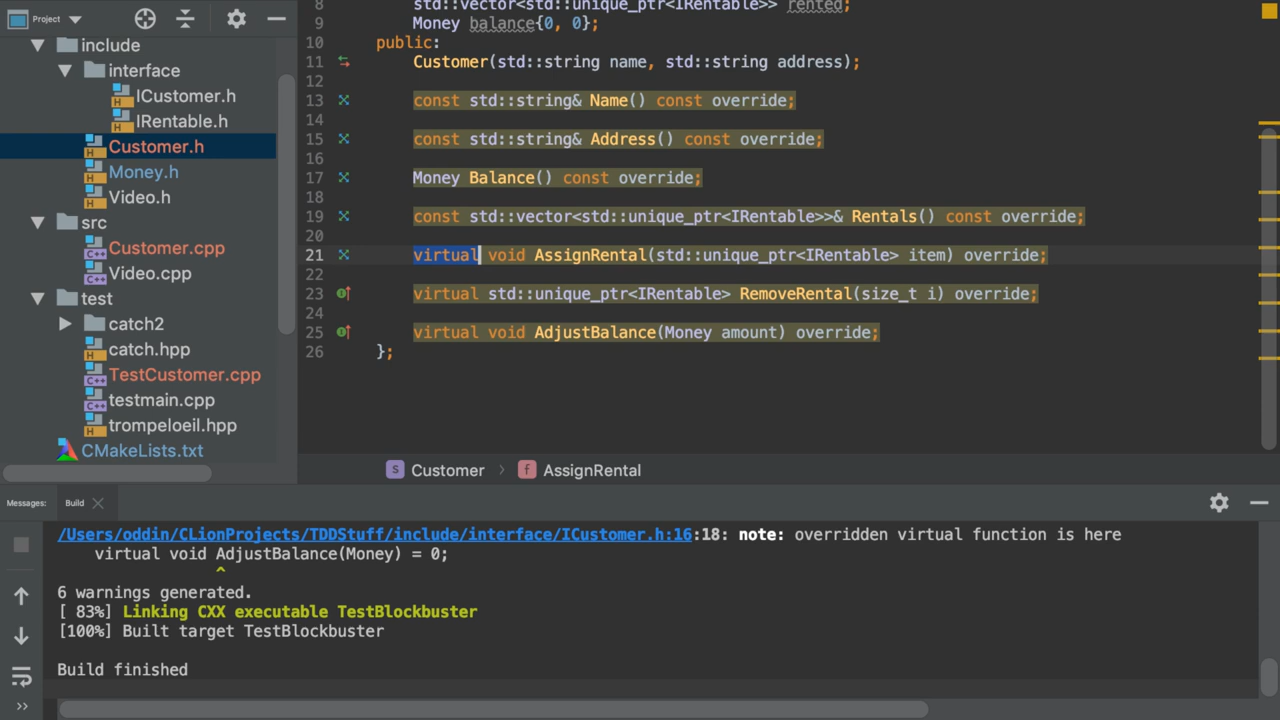 Project
include
interface
ICustomer.h
IRentable.h
Customer.h
Money.h
Video.h
src
Customer.cpp
Video.cpp
test
catch2
catch.hpp
TestCustomer.cpp
testmain.cpp
trompeloeil.hpp
CMakeLists.txt
8 std::vector<std::unique_ptr<IRentable>> rented;
9 Money balance{0, 0};
10 public:
11 Customer(std::string name, std::string address);
12
13 const std::string& Name() const override;
14
15 const std::string& Address() const override;
16
17 Money Balance() const override;
18
19 const std::vector<std::unique_ptr<IRentable>>& Rentals() const override;
20
21 virtual void AssignRental(std::unique_ptr<IRentable> item) override;
22
23 virtual std::unique_ptr<IRentable> RemoveRental(size_t i) override;
24
25 virtual void AdjustBalance(Money amount) override;
26 };
S Customer > f AssignRental
Messages: Build
/Users/oddin/CLionProjects/TDDStuff/include/interface/ICustomer.h:16:18: note: overridden virtual function is here
virtual void AdjustBalance(Money) = 0;
^
6 warnings generated.
[ 83%] Linking CXX executable TestBlockbuster
[100%] Built target TestBlockbuster
Build finished